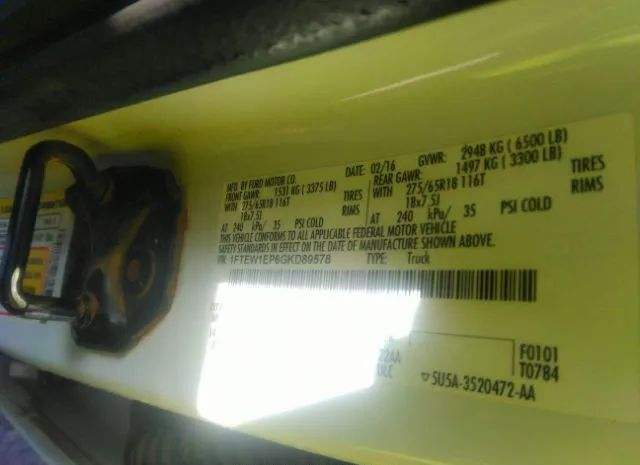 MFD. BY FORD MOTOR CO.
DATE: 02/16 GVWR: 2948 KG ( 6500 LB)
FRONT GAWR: 1531 KG ( 3375 LB)
REAR GAWR: 1497 KG ( 3300 LB)
WITH 275/65R18 116T TIRES
WITH 275/65R18 116T TIRES
18x7.5J RIMS
18x7.5J RIMS
AT 240 kPa/ 35 PSI COLD
AT 240 kPa/ 35 PSI COLD
THIS VEHICLE CONFORMS TO ALL APPLICABLE FEDERAL MOTOR VEHICLE
SAFETY STANDARDS IN EFFECT ON THE DATE OF MANUFACTURE SHOWN ABOVE.
VIN: 1FTEW1EP6GKD89578 TYPE: Truck
F0101
T0784
5U5A-3520472-AA